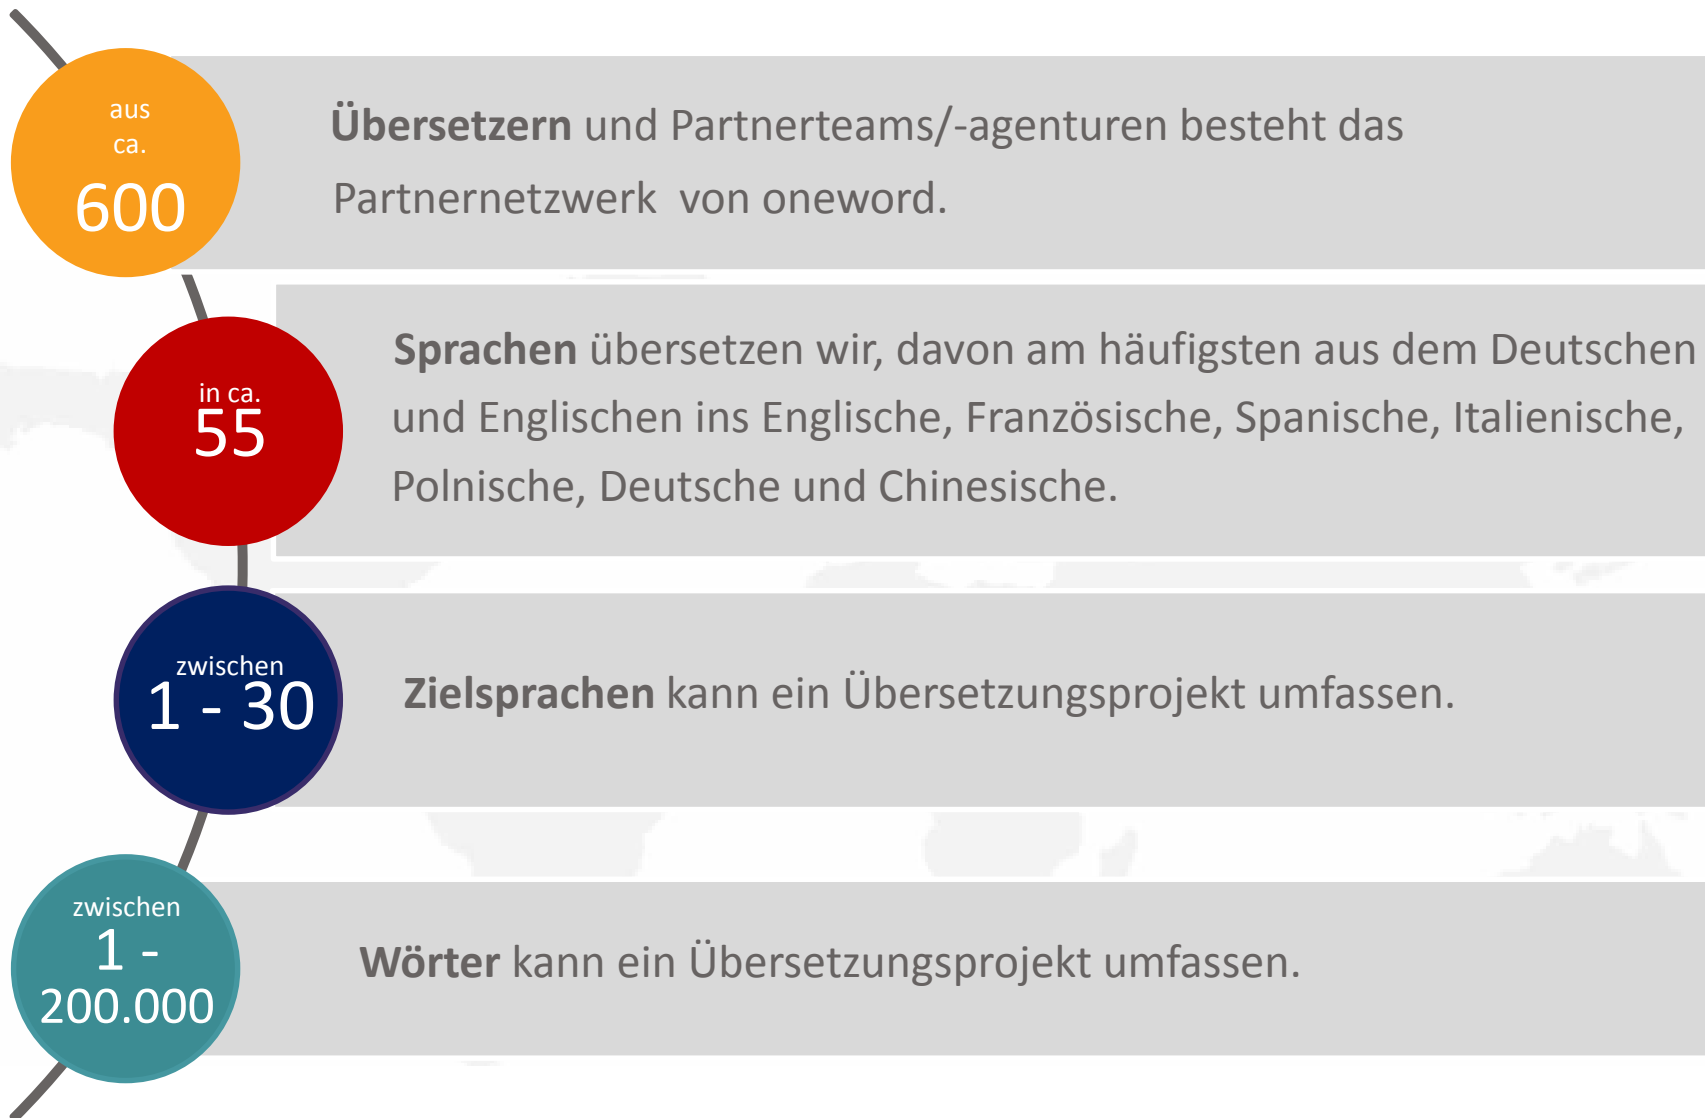 aus
ca.
600
Übersetzern und Partnerteams/-agenturen besteht das
Partnernetzwerk von oneword.
in ca.
55
Sprachen übersetzen wir, davon am häufigsten aus dem Deutschen
und Englischen ins Englische, Französische, Spanische, Italienische,
Polnische, Deutsche und Chinesische.
zwischen
1 - 30
Zielsprachen kann ein Übersetzungsprojekt umfassen.
zwischen
1 -
200.000
Wörter kann ein Übersetzungsprojekt umfassen.